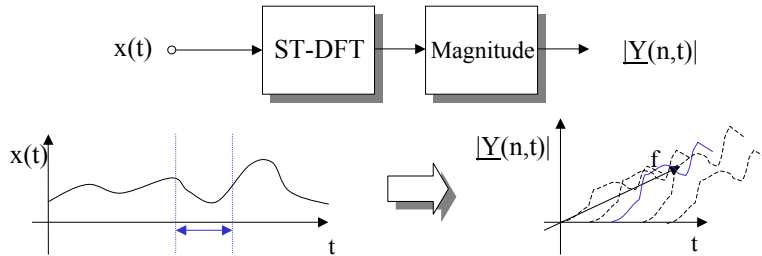 x(t) ST-DFT Magnitude |Y(n,t)|
x(t)
t
|Y(n,t)|
f
t